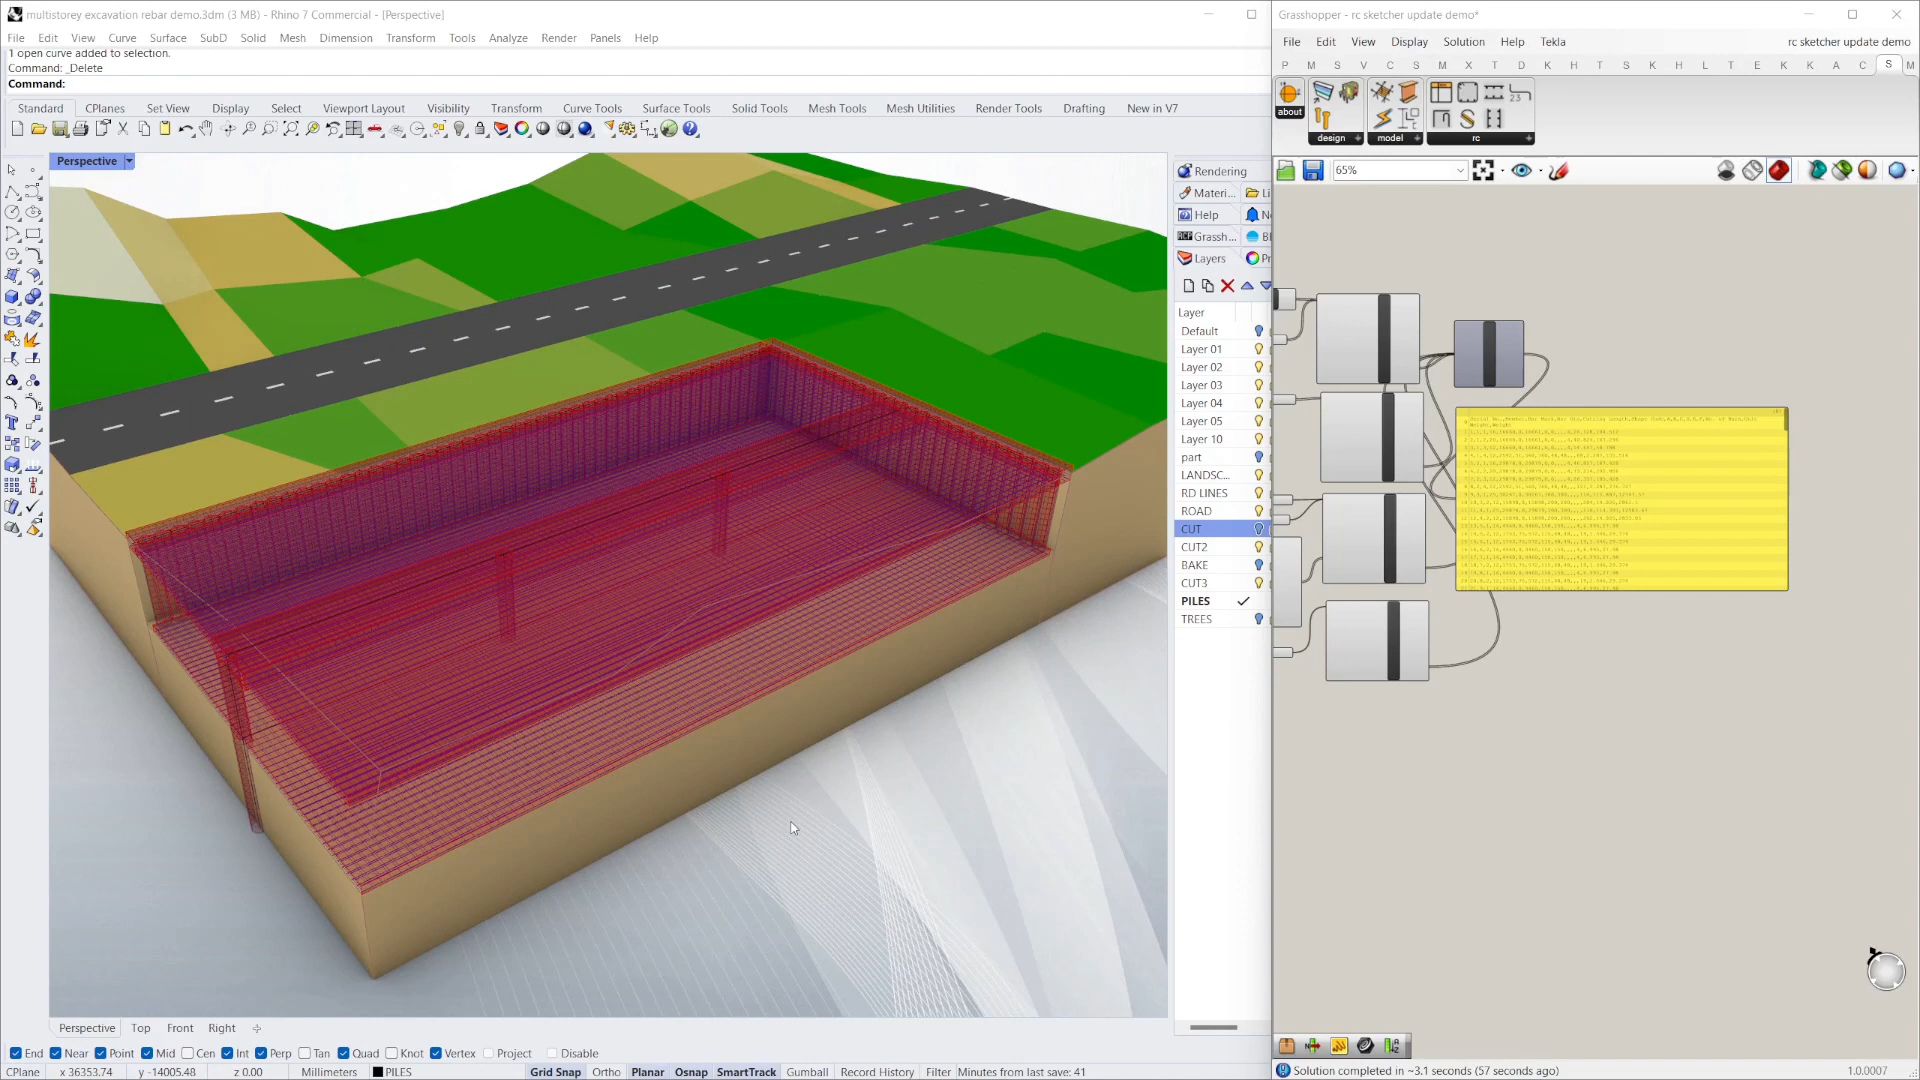 multistorey excavation rebar demo.3dm (3 MB) - Rhino 7 Commercial - [Perspective]
File Edit View Curve Surface SubD Solid Mesh Dimension Transform Tools Analyze Render Panels Help
1 open curve added to selection.
Command: _Delete
Command:
Standard CPlanes Set View Display Select Viewport Layout Visibility Transform Curve Tools Surface Tools Solid Tools Mesh Tools Mesh Utilities Render Tools Drafting New in V7
Perspective
Rendering
Materi...
Help
Grassh...
Layers
Layer
Default
Layer 01
Layer 02
Layer 03
Layer 04
Layer 05
Layer 10
part
LANDSC...
RD LINES
ROAD
CUT
CUT2
BAKE
CUT3
PILES
TREES
Perspective Top Front Right
End Near Point Mid Cen Int Perp Tan Quad Knot Vertex Project Disable
CPlane x 36353.74 y -14005.48 z 0.00 Millimeters PILES Grid Snap Ortho Planar Osnap SmartTrack Gumball Record History Filter Minutes from last save: 41
Grasshopper - rc sketcher update demo*
File Edit View Display Solution Help Tekla rc sketcher update demo
P M S V C S M X T D K H T S K H L T E K K A C S M
about design model rc
23
65%
Solution completed in ~3.1 seconds (57 seconds ago) 1.0.0007